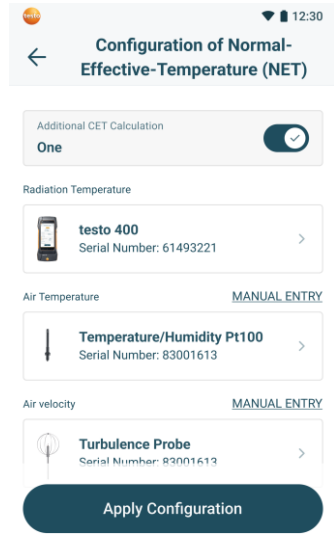 testo
12:30
Configuration of Normal-
Effective-Temperature (NET)
Additional CET Calculation
One
Radiation Temperature
testo 400
Serial Number: 61493221
Air Temperature
MANUAL ENTRY
Temperature/Humidity Pt100
Serial Number: 83001613
Air velocity
MANUAL ENTRY
Turbulence Probe
Serial Number: 83001613
Apply Configuration